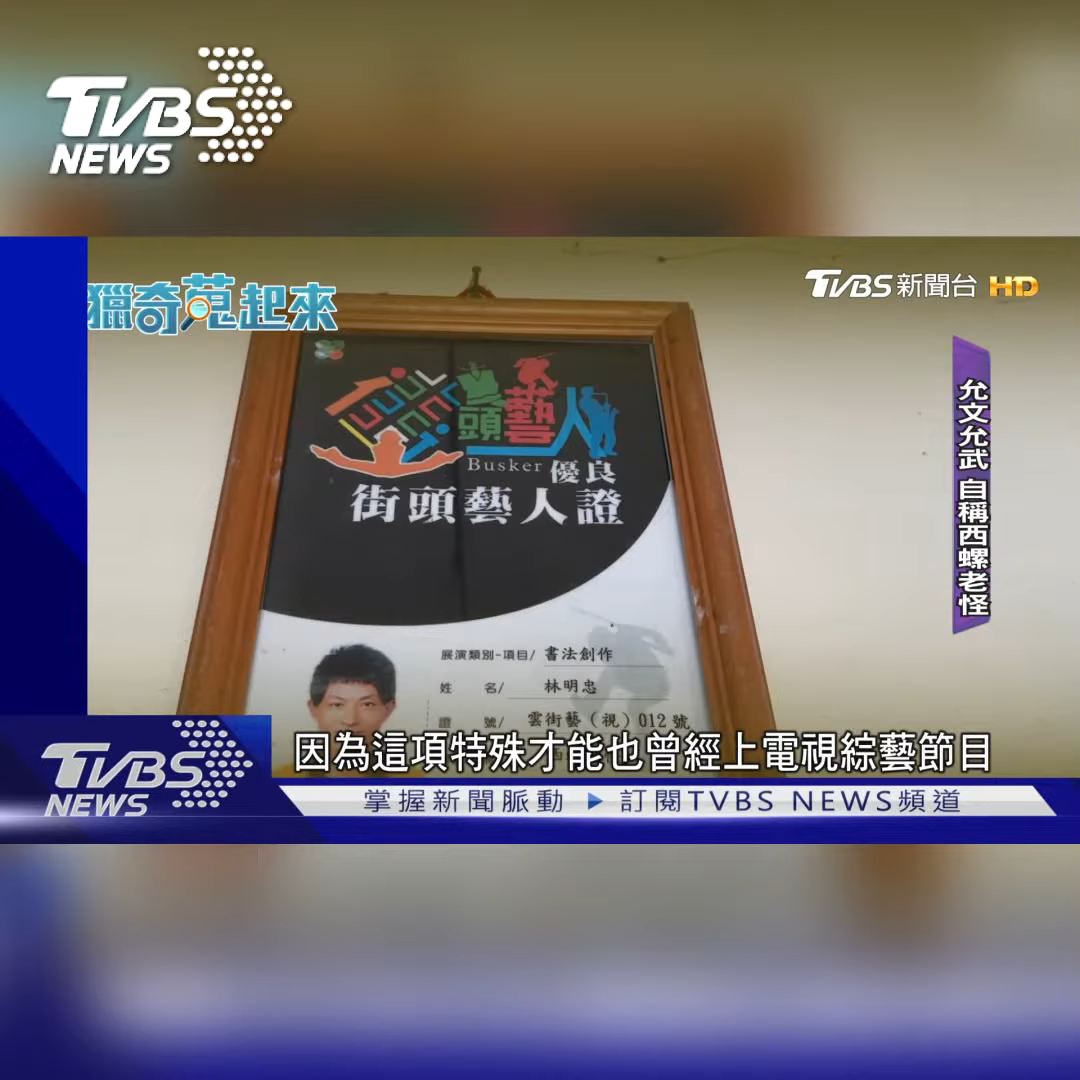 TVBS
NEWS
獵奇蒐起來
TVBS新聞台 HD
允文允武 自稱西螺老怪
頭藝人
Busker 優良
街頭藝人證
展演類別-項目/ 書法創作
姓 名/ 林明忠
證 號/ 雲街藝(視)012號
因為這項特殊才能也曾經上電視綜藝節目
TVBS
NEWS
掌握新聞脈動 ▶ 訂閱TVBS NEWS頻道